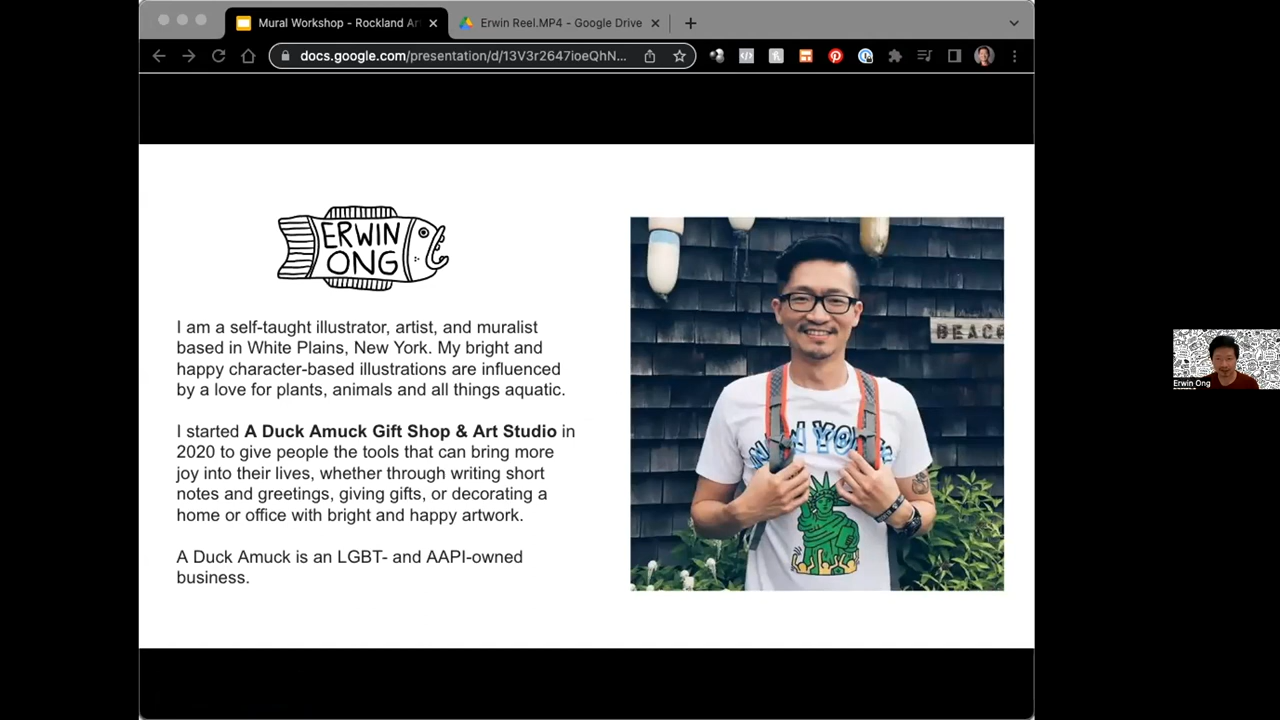 Mural Workshop - Rockland Ar
Erwin Reel.MP4 - Google Drive
docs.google.com/presentation/d/13V3r2647ioeQhN...
ERWIN
ONG
I am a self-taught illustrator, artist, and muralist
based in White Plains, New York. My bright and
happy character-based illustrations are influenced
by a love for plants, animals and all things aquatic.
I started A Duck Amuck Gift Shop & Art Studio in
2020 to give people the tools that can bring more
joy into their lives, whether through writing short
notes and greetings, giving gifts, or decorating a
home or office with bright and happy artwork.
A Duck Amuck is an LGBT- and AAPI-owned
business.
BEACH
Erwin Ong